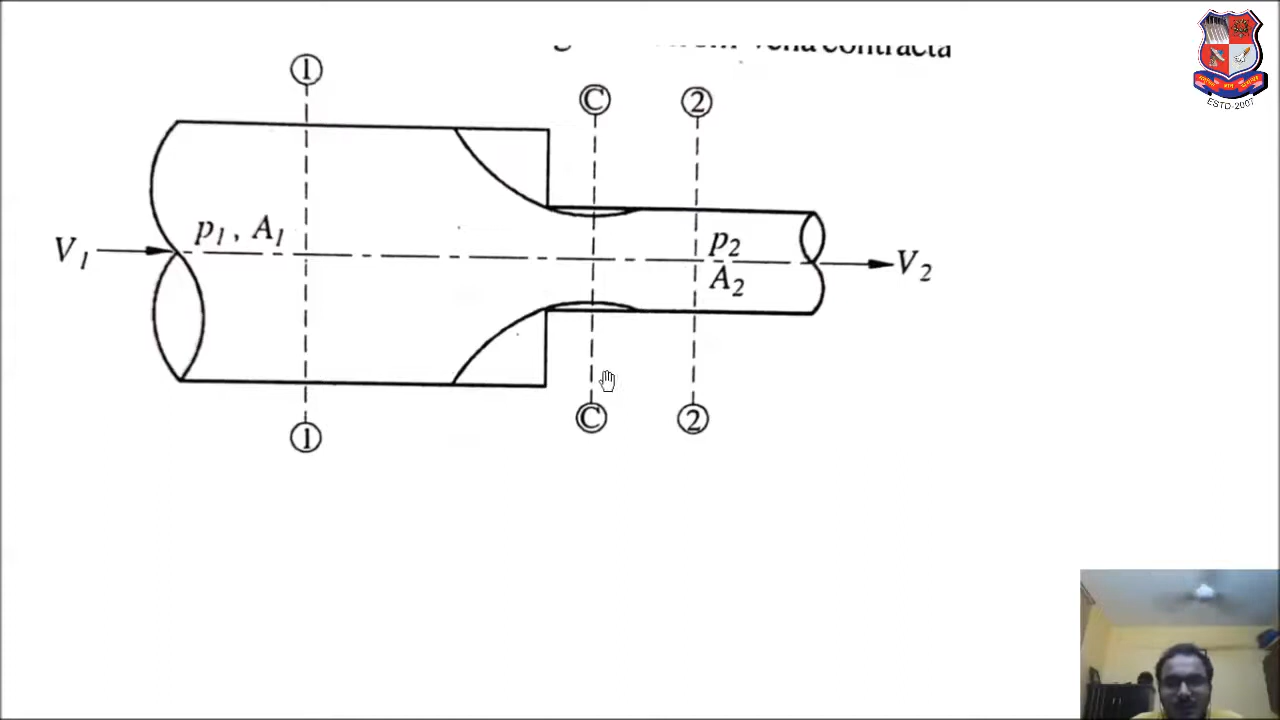 vena contracta
①
Ⓒ
②
p1 , A1
V1
p2
A2
V2
Ⓒ
②
①
ESTD-2007